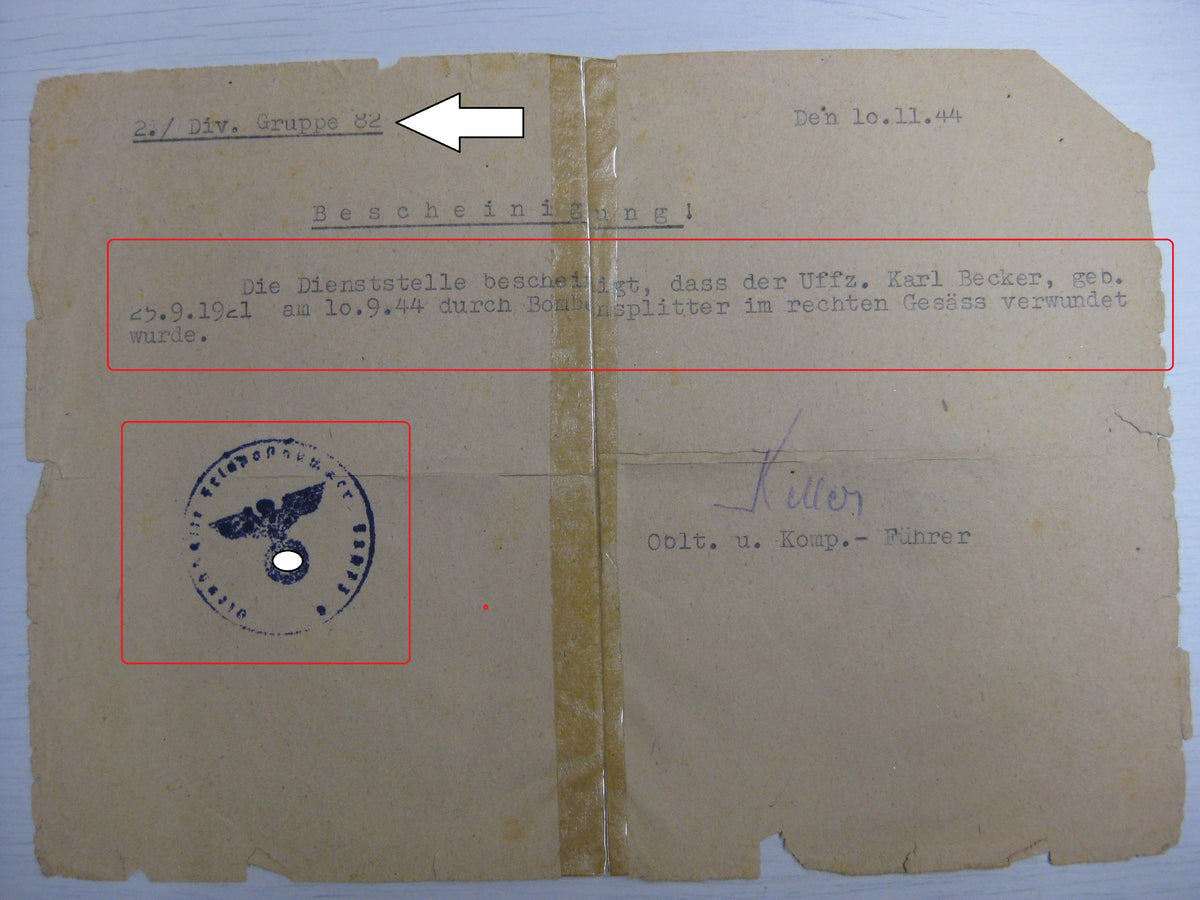 2./ Div. Gruppe 82
Den 10.11.44
Bescheinigung!
Die Dienststelle bescheinigt, dass der Uffz. Karl Becker, geb.
25.9.1921 am 10.9.44 durch Bombensplitter im rechten Gesäss verwundet
wurde.
Feldpostnummer
Oblt. u. Komp.- Führer